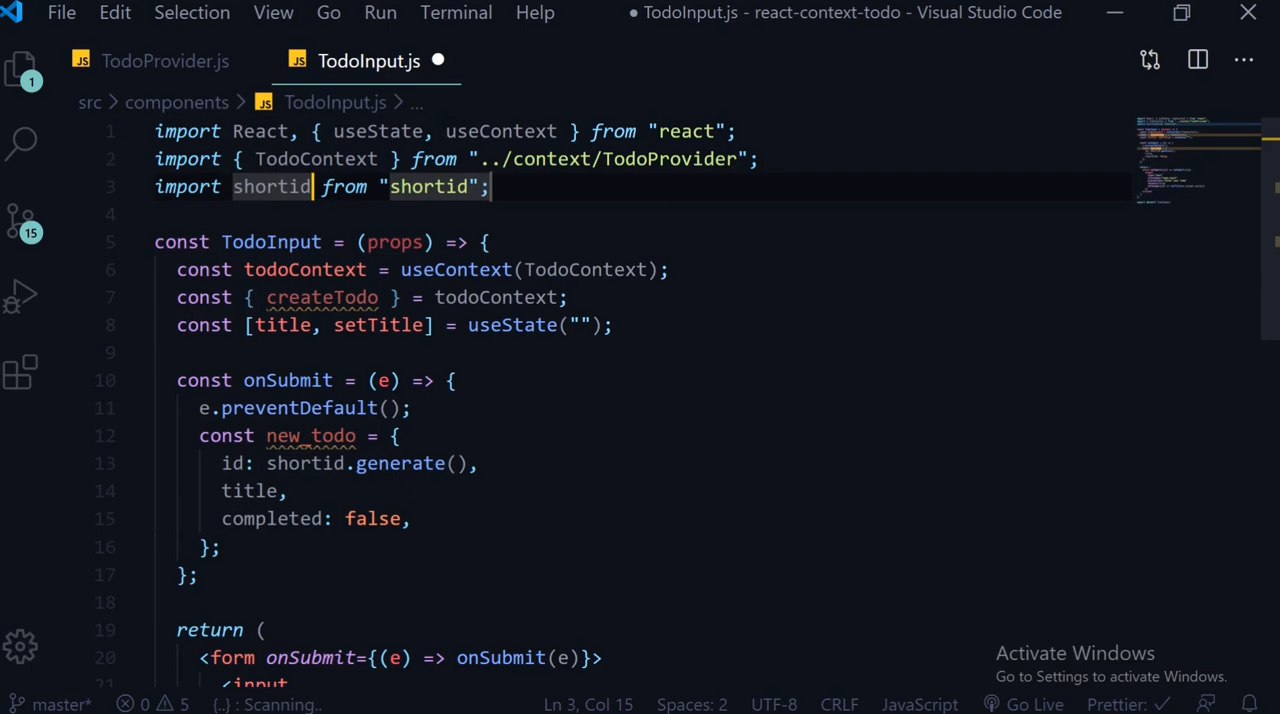 File Edit Selection View Go Run Terminal Help ● TodoInput.js - react-context-todo - Visual Studio Code
JS TodoProvider.js JS TodoInput.js
src > components > JS TodoInput.js > ...
1 import React, { useState, useContext } from "react";
2 import { TodoContext } from "../context/TodoProvider";
3 import shortid from "shortid";
4
5 const TodoInput = (props) => {
6 const todoContext = useContext(TodoContext);
7 const { createTodo } = todoContext;
8 const [title, setTitle] = useState("");
9
10 const onSubmit = (e) => {
11 e.preventDefault();
12 const new_todo = {
13 id: shortid.generate(),
14 title,
15 completed: false,
16 };
17 };
18
19 return (
20 <form onSubmit={(e) => onSubmit(e)}>
21 <input
1
15
Activate Windows
Go to Settings to activate Windows.
master* 0 5 {..} : Scanning.. Ln 3, Col 15 Spaces: 2 UTF-8 CRLF JavaScript Go Live Prettier: ✓